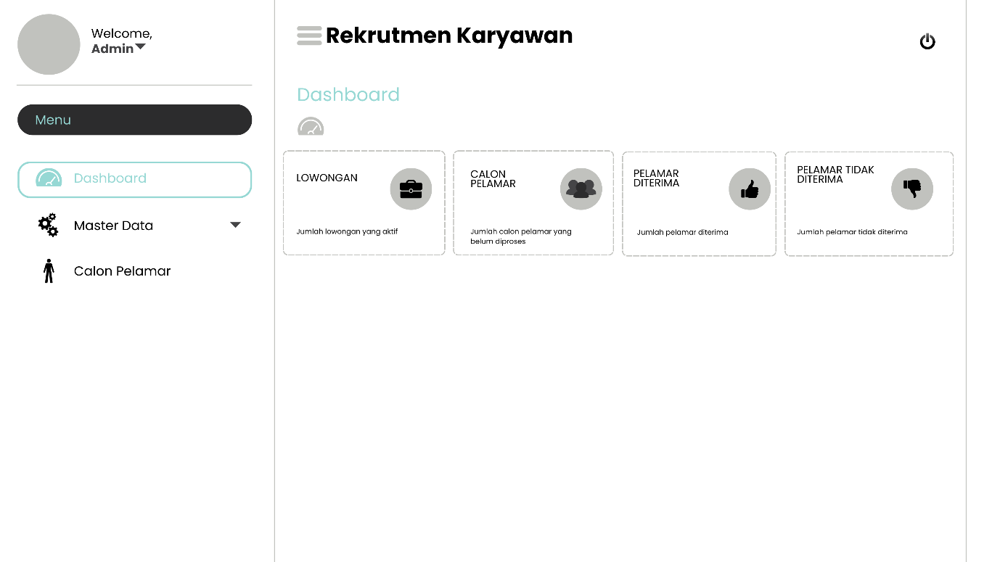 Welcome,
Admin
Menu
Dashboard
Master Data
Calon Pelamar
Rekrutmen Karyawan
Dashboard
LOWONGAN
Jumlah lowongan yang aktif
CALON
PELAMAR
Jumlah calon pelamar yang
belum diproses
PELAMAR
DITERIMA
Jumlah pelamar diterima
PELAMAR TIDAK
DITERIMA
Jumlah pelamar tidak diterima